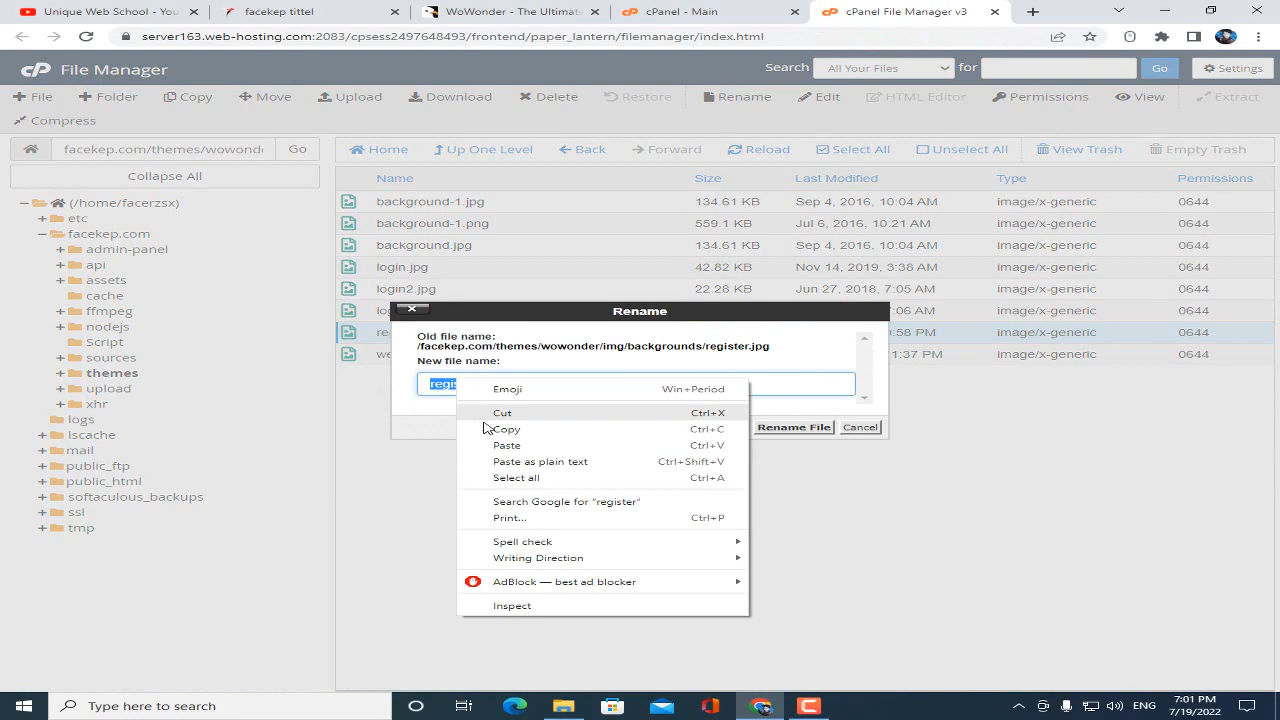 Unique Web School - You
facekep tittel
WoWonder - The Ultimate
cPanel - Main
cPanel File Manager v3
server163.web-hosting.com:2083/cpsess2497648493/frontend/paper_lantern/filemanager/index.html
cP File Manager
Search All Your Files for Go Settings
File Folder Copy Move Upload Download Delete Restore Rename Edit HTML Editor Permissions View Extract
Compress
facekep.com/themes/wowonde Go
Home Up One Level Back Forward Reload Select All Unselect All View Trash Empty Trash
Collapse All
Name Size Last Modified Type Permissions
background-1.jpg 134.61 KB Sep 4, 2016, 10:04 AM image/x-generic 0644
background-1.png 559.1 KB Jul 6, 2016, 10:04 AM image/x-generic 0644
background.jpg 134.61 KB Sep 4, 2016, 10:04 AM image/x-generic 0644
login.jpg 42.82 KB Nov 14, 2019, 3:38 AM image/x-generic 0644
login2.jpg 22.28 KB Jun 27, 2018, 7:05 AM image/x-generic 0644
:06 AM image/x-generic 0644
:58 PM image/x-generic 0644
1:37 PM image/x-generic 0644
(/home/facerzsx)
etc
facekep.com
admin-panel
api
assets
cache
ffmpeg
nodejs
Script
sources
themes
upload
xhr
logs
lscache
mail
public_ftp
public_html
softaculous_backups
ssl
tmp
Rename
Old file name:
/facekep.com/themes/wowonder/img/backgrounds/register.jpg
New file name:
regis
Rename File Cancel
Emoji Win+Period
Cut Ctrl+X
Copy Ctrl+C
Paste Ctrl+V
Paste as plain text Ctrl+Shift+V
Select all Ctrl+A
Search Google for "register"
Print... Ctrl+P
Spell check
Writing Direction
AdBlock — best ad blocker
Inspect
Type here to search
ENG
7:01 PM
7/19/2022